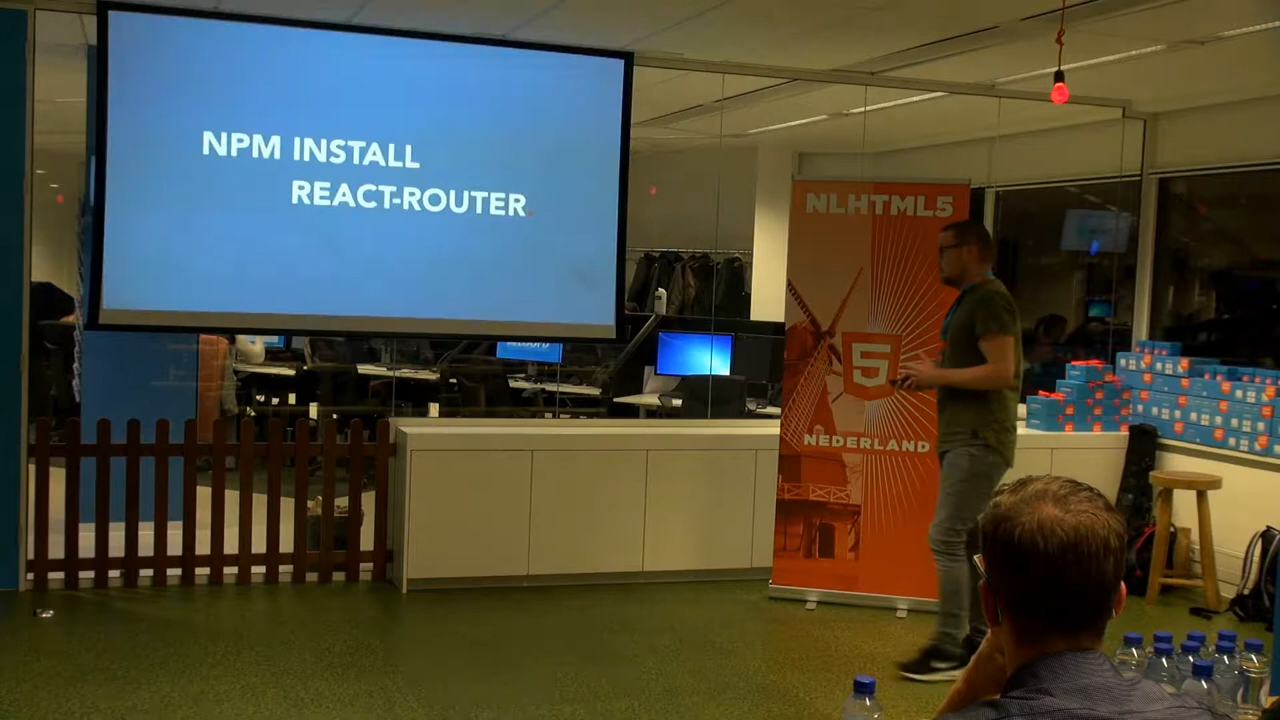 NPM INSTALL
REACT-ROUTER.
NLHTML5
5
NEDERLAND